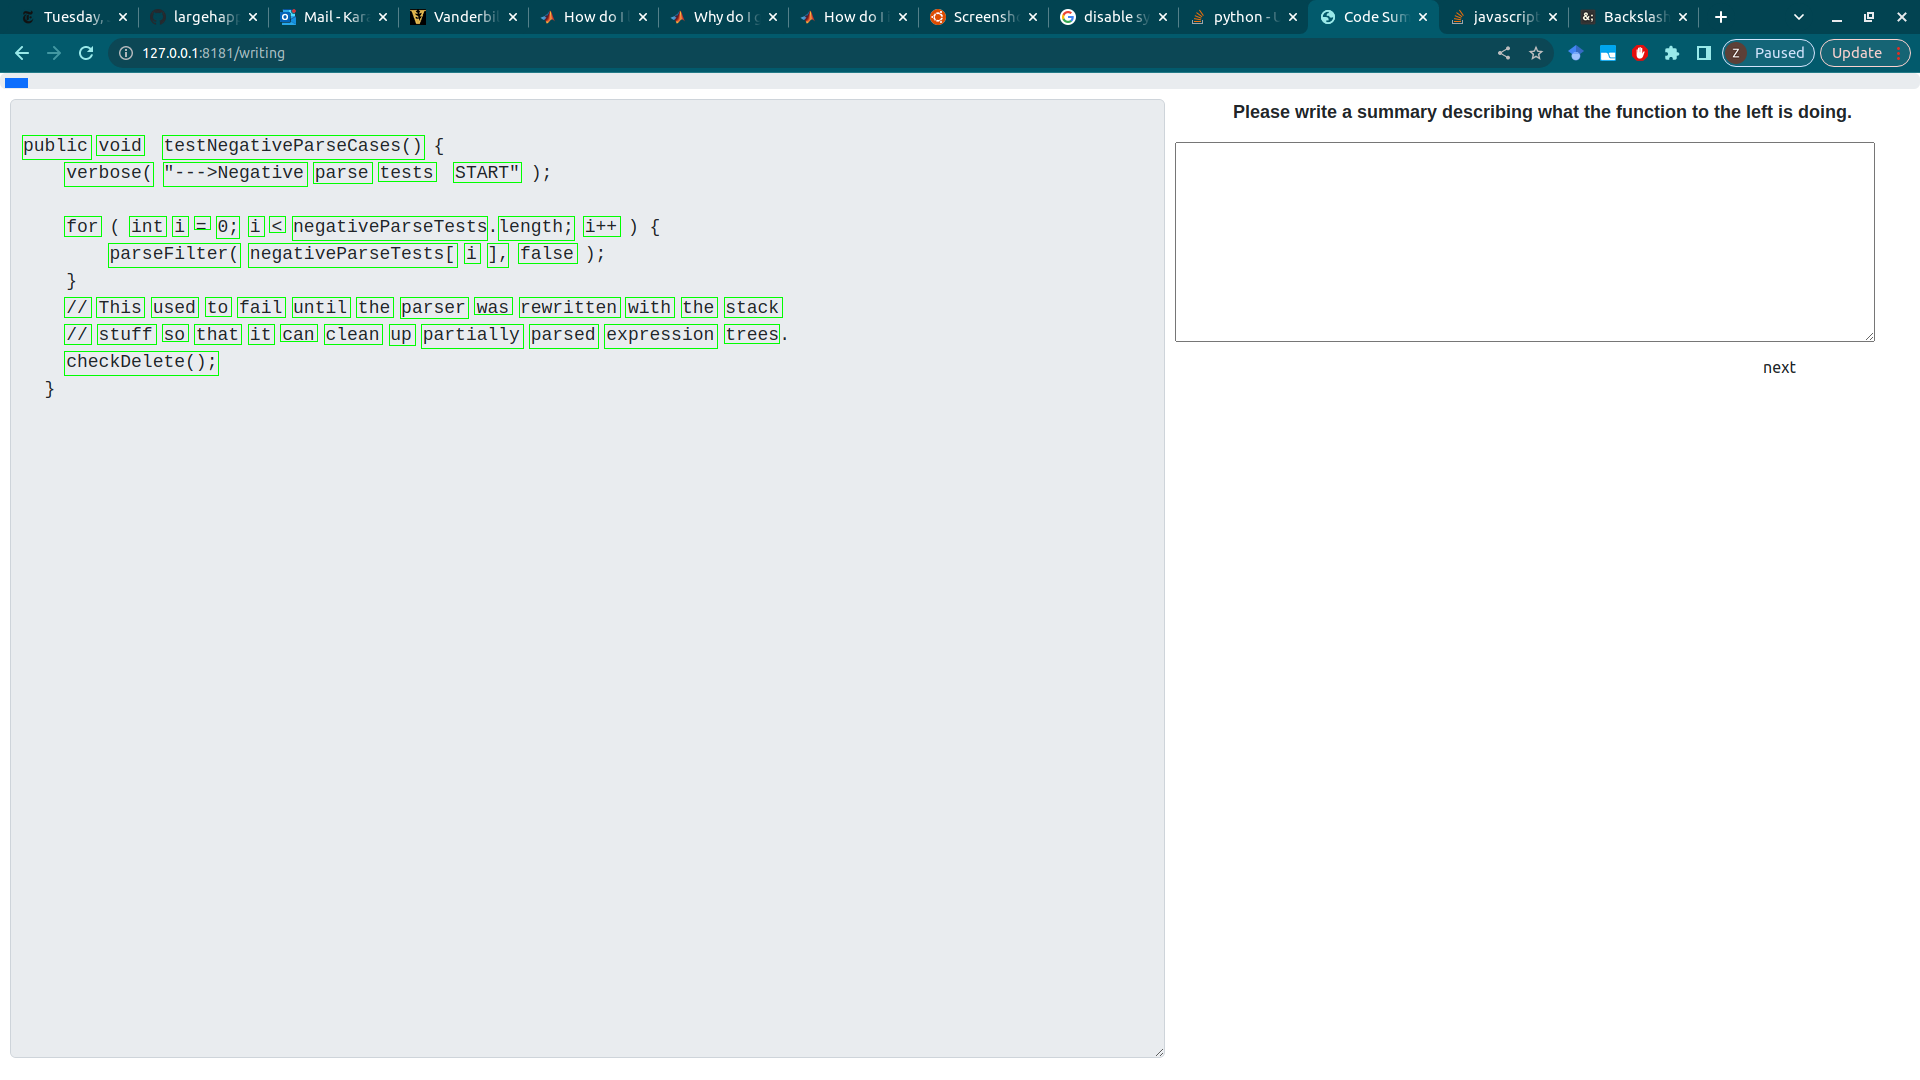 Tuesday,
largehap
Mail - Kar
Vanderbi
How do I
Why do I
How do I i
Screensh
disable sy
python - U
Code Sum
javascrip
Backslash
127.0.0.1:8181/writing
Z Paused
Update
public void testNegativeParseCases() {
verbose( "--->Negative parse tests START" );
for ( int i = 0; i < negativeParseTests.length; i++ ) {
parseFilter( negativeParseTests[ i ], false );
}
// This used to fail until the parser was rewritten with the stack
// stuff so that it can clean up partially parsed expression trees.
checkDelete();
}
Please write a summary describing what the function to the left is doing.
next